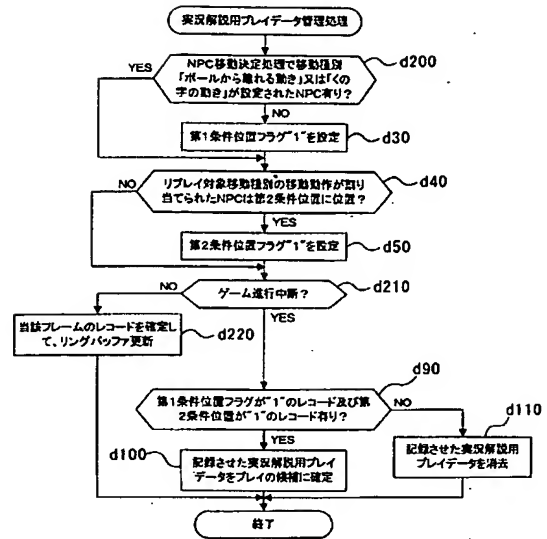 実況解説用プレイデータ管理処理
NPC移動決定処理で移動種別
「ボールから離れる動き」又は「くの
字の動き」が設定されたNPC有り？
d200
YES
NO
第1条件位置フラグ"1"を設定
d30
リプレイ対象移動種別の移動動作が割り
当てられたNPCは第2条件位置に位置？
d40
NO
YES
第2条件位置フラグ"1"を設定
d50
ゲーム進行中断？
d210
NO
YES
当該フレームのレコードを確定し
て、リングバッファ更新
d220
第1条件位置フラグが"1"のレコード及び第
2条件位置が"1"のレコード有り？
d90
NO
YES
d110
記録させた実況解説用
プレイデータを消去
d100
記録させた実況解説用プレイ
データをプレイの候補に確定
終了